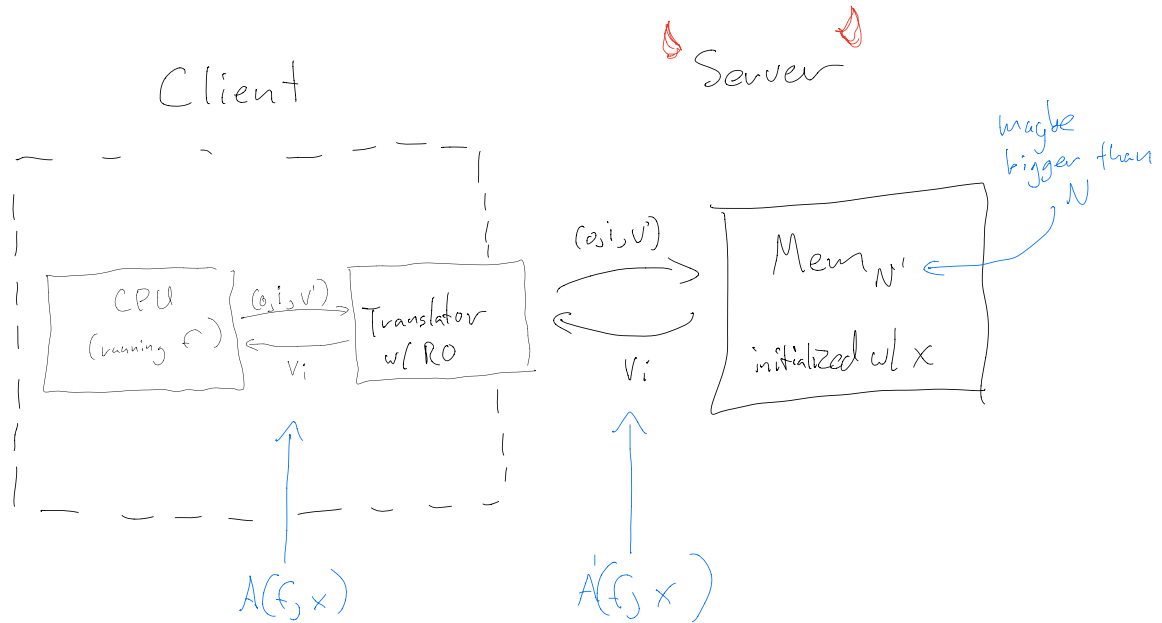 Client
Server
maybe
bigger than
N
(o,i,v')
Mem N'
CPU
(running f)
(o,i,v')
Vi
Translator
w/ RO
Vi
initialized w/ x
A(f,x)
A'(f,x)